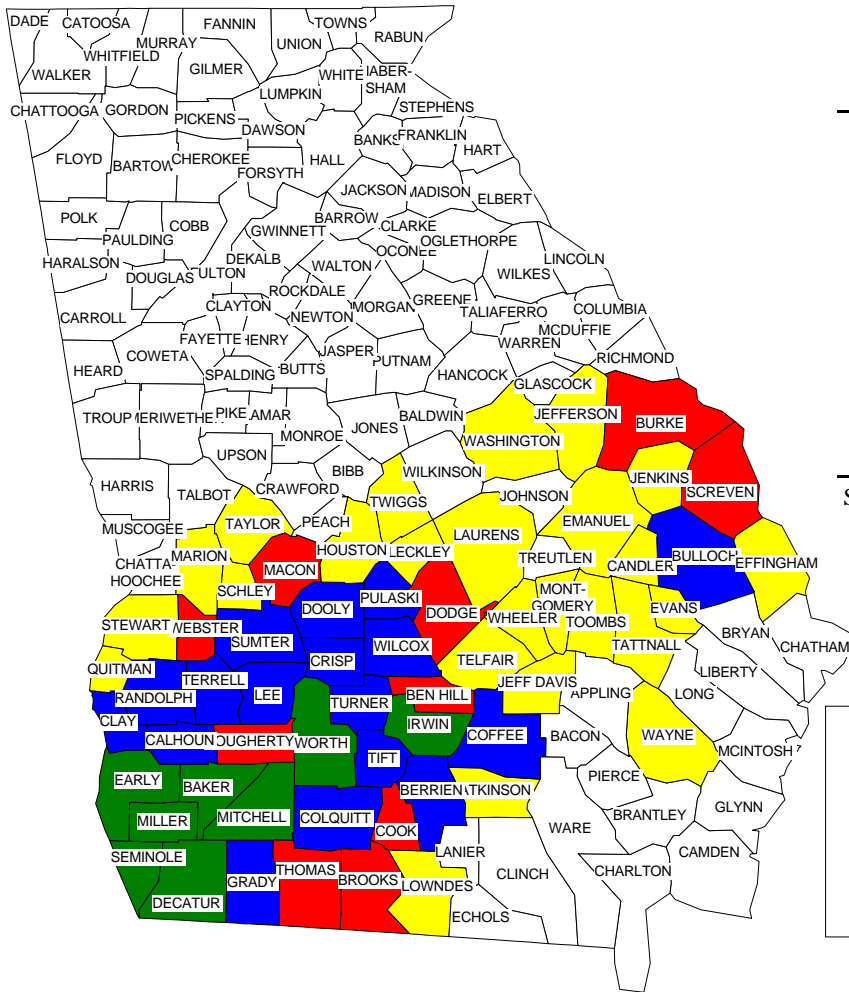 DADE
CATOOSA
FANNIN
TOWNS
RABUN
MURRAY
UNION
WHITFIELD
GILMER
WALKER
WHITE
HABER-
SHAM
LUMPKIN
STEPHENS
CHATTOOGA
GORDON
PICKENS
DAWSON
BANKS
FRANKLIN
HART
FLOYD
BARTOW
CHEROKEE
HALL
FORSYTH
JACKSON
MADISON
ELBERT
POLK
COBB
BARROW
CLARKE
GWINNETT
PAULDING
OGLETHORPE
OCONEE
HARALSON
DEKALB
WALTON
LINCOLN
DOUGLAS
FULTON
WILKES
ROCKDALE
CLAYTON
NEWTON
MORGAN
GREENE
TALIAFERRO
COLUMBIA
CARROLL
MCDUFFIE
FAYETTE
HENRY
WARREN
COWETA
JASPER
PUTNAM
RICHMOND
HEARD
SPALDING
BUTTS
HANCOCK
GLASCOCK
TROUP
MERIWETHER
PIKE
LAMAR
BALDWIN
JEFFERSON
BURKE
MONROE
JONES
WASHINGTON
UPSON
BIBB
WILKINSON
JENKINS
HARRIS
CRAWFORD
SCREVEN
TALBOT
TWIGGS
JOHNSON
S
MUSCOGEE
TAYLOR
PEACH
EMANUEL
LAURENS
CHATTA-
HOOCHEE
MARION
HOUSTON
BLECKLEY
TREUTLEN
BULLOCH
EFFINGHAM
MACON
CANDLER
SCHLEY
MONT-
GOMERY
DOOLY
PULASKI
DODGE
WHEELER
TOOMBS
EVANS
STEWART
WEBSTER
SUMTER
WILCOX
TATTNALL
BRYAN
CHATHAM
CRISP
TELFAIR
QUITMAN
TERRELL
LEE
JEFF DAVIS
LIBERTY
RANDOLPH
TURNER
BEN HILL
APPLING
LONG
CLAY
IRWIN
COFFEE
BACON
WAYNE
CALHOUN
DOUGHERTY
WORTH
TIFT
MCINTOSH
EARLY
BAKER
BERRIEN
ATKINSON
PIERCE
MILLER
MITCHELL
COLQUITT
COOK
BRANTLEY
GLYNN
WARE
SEMINOLE
LANIER
CAMDEN
GRADY
THOMAS
BROOKS
LOWNDES
CLINCH
CHARLTON
DECATUR
ECHOLS